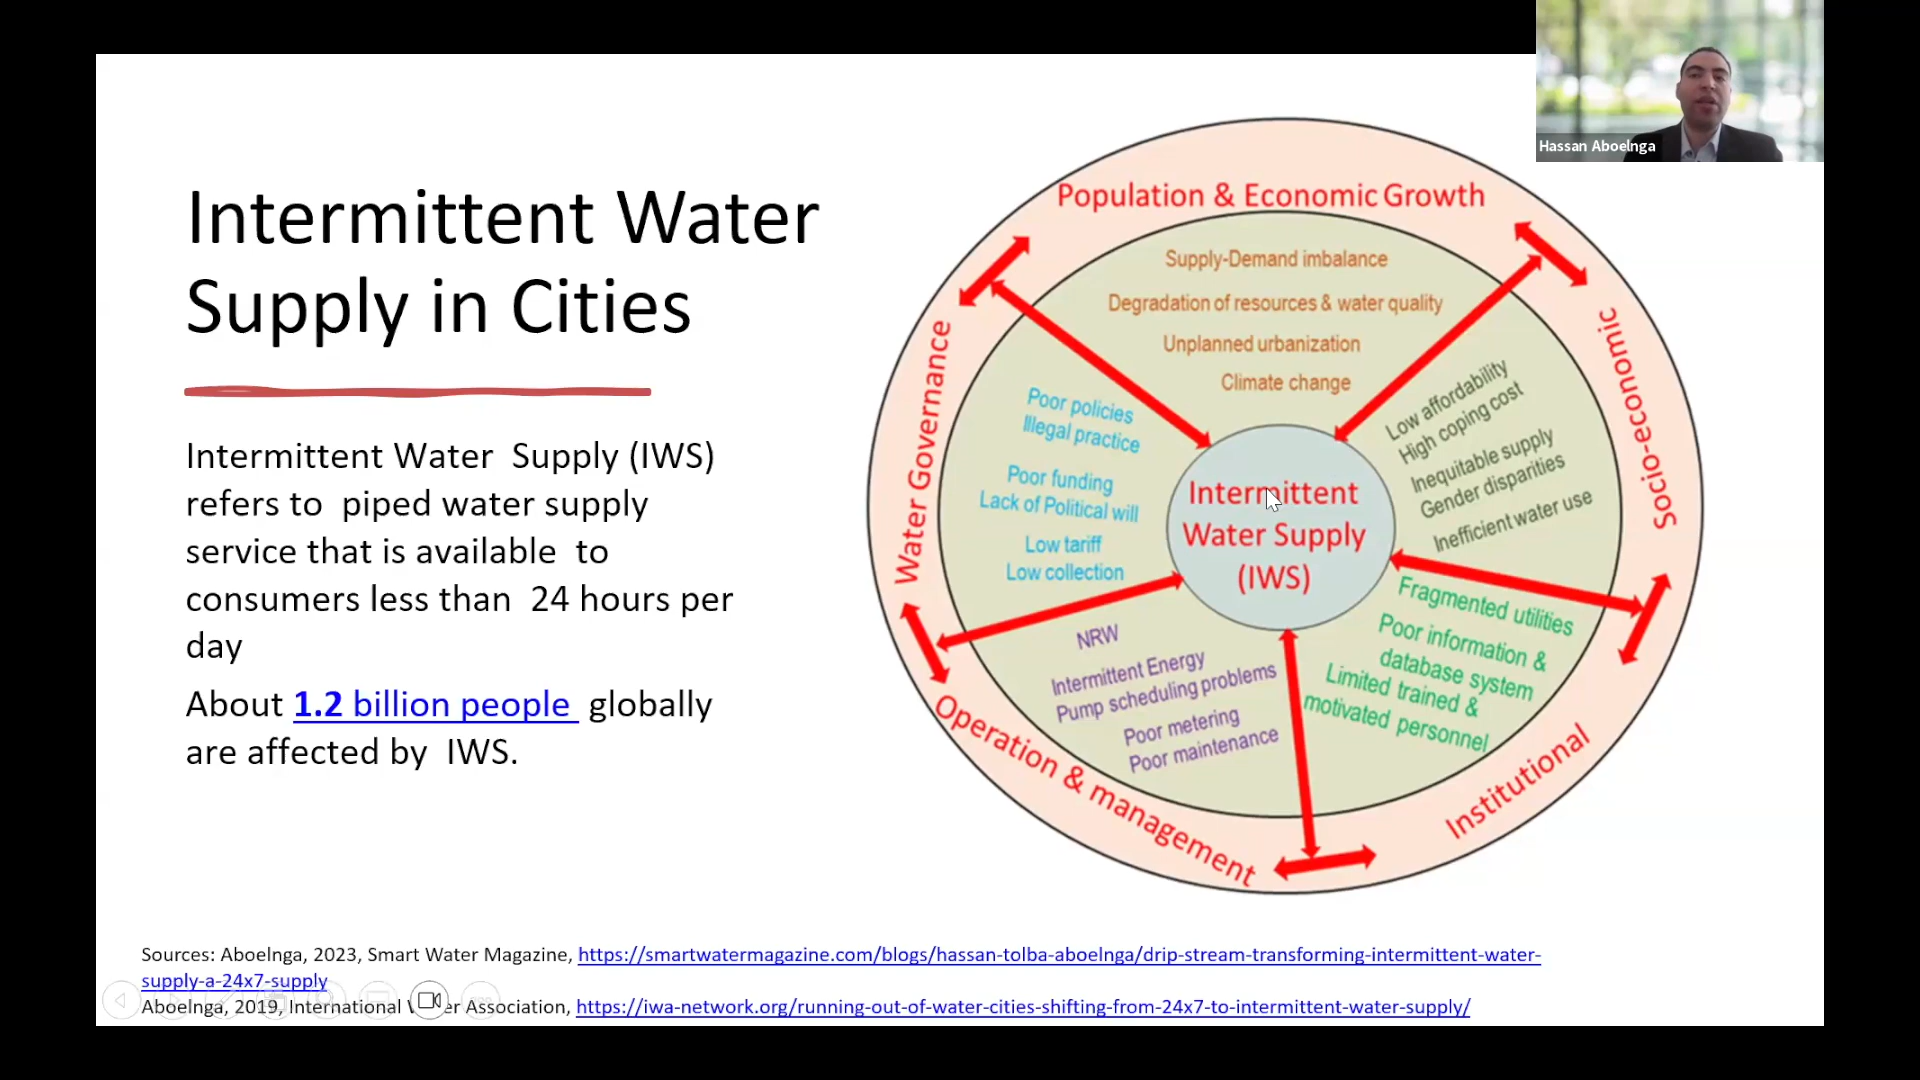 Hassan Aboelnga
Intermittent Water
Supply in Cities
Intermittent Water Supply (IWS)
refers to piped water supply
service that is available to
consumers less than 24 hours per
day
About 1.2 billion people globally
are affected by IWS.
Population & Economic Growth
Supply-Demand imbalance
Degradation of resources & water quality
Unplanned urbanization
Climate change
Socio-economic
Low affordability
High coping cost
Inequitable supply
Gender disparities
Inefficient water use
Institutional
Fragmented utilities
Poor information &
database system
Limited trained &
motivated personnel
Operation & management
NRW
Intermittent Energy
Pump scheduling problems
Poor metering
Poor maintenance
Water Governance
Poor policies
Illegal practice
Poor funding
Lack of Political will
Low tariff
Low collection
Intermittent
Water Supply
(IWS)
Sources: Aboelnga, 2023, Smart Water Magazine, https://smartwatermagazine.com/blogs/hassan-tolba-aboelnga/drip-stream-transforming-intermittent-water-
supply-a-24x7-supply
Aboelnga, 2019, International Association, https://iwa-network.org/running-out-of-water-cities-shifting-from-24x7-to-intermittent-water-supply/